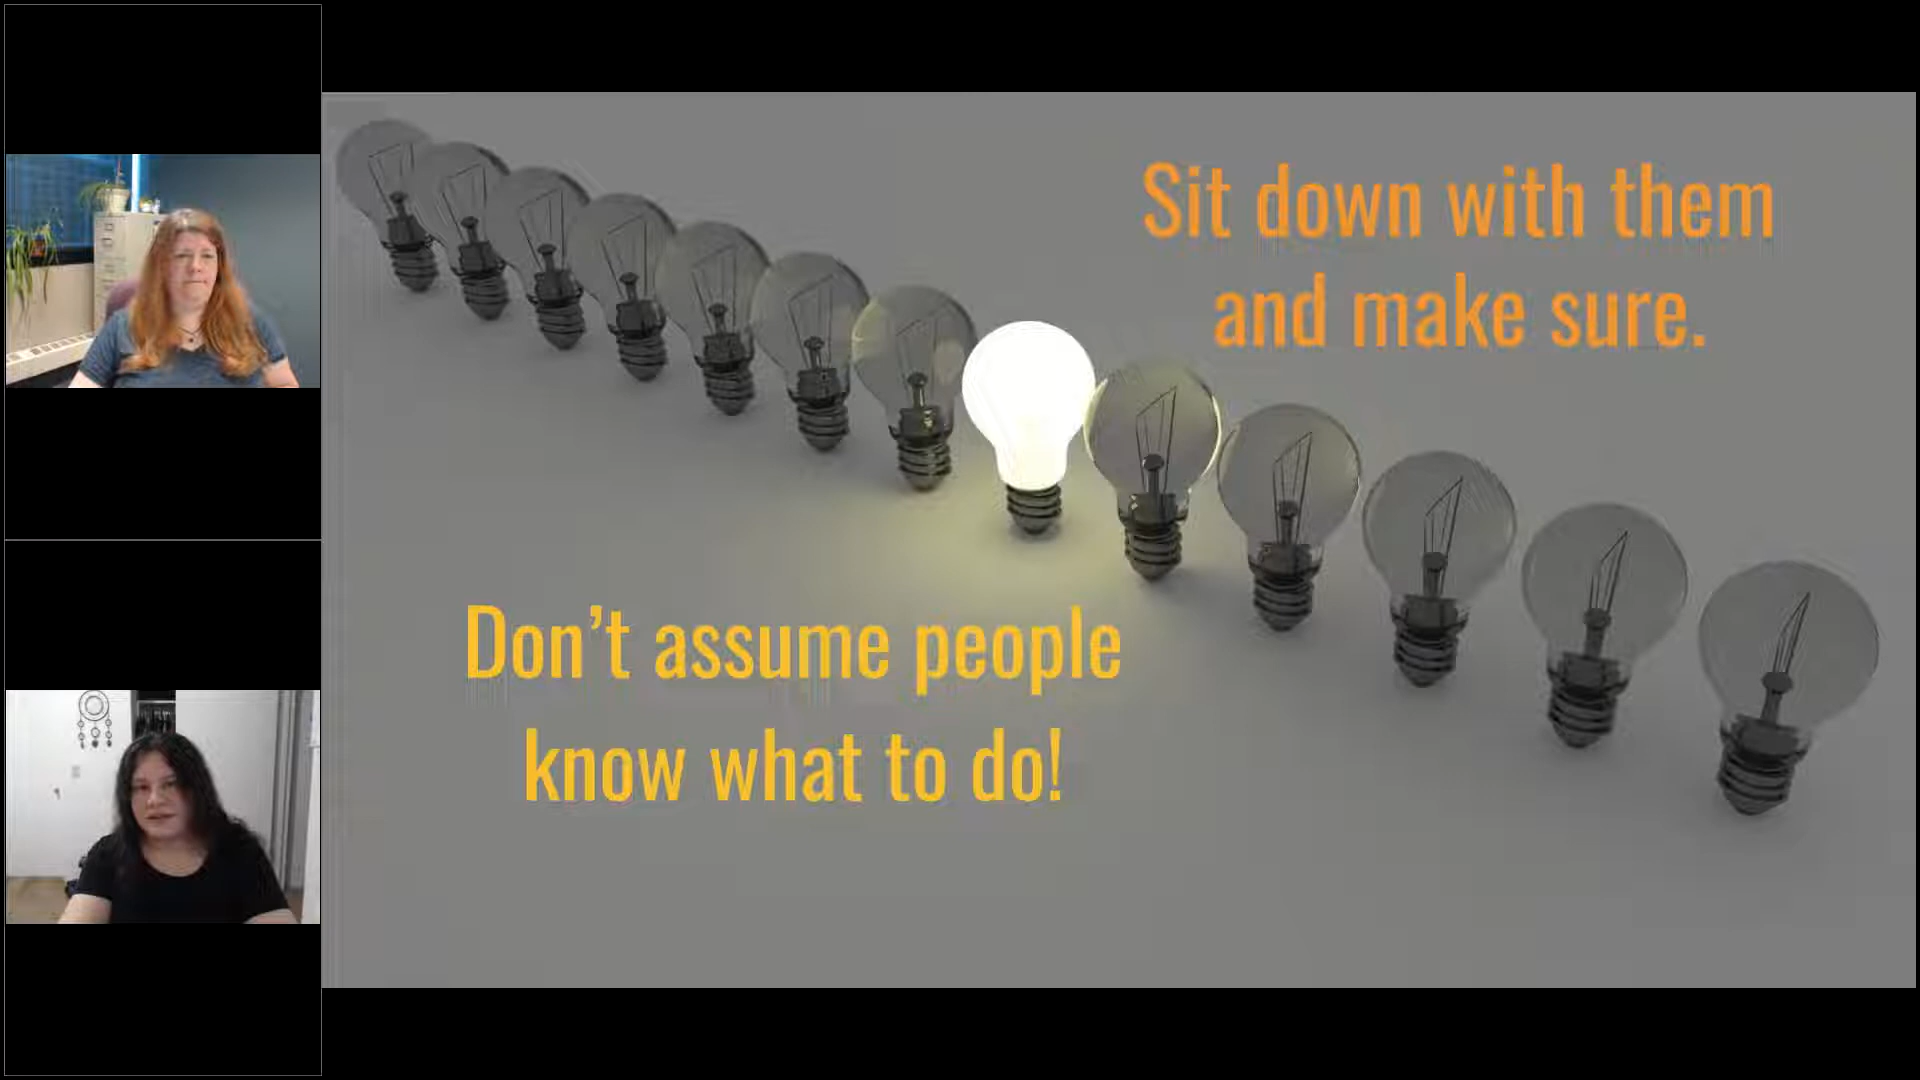 Sit down with them
and make sure.
Don’t assume people
know what to do!